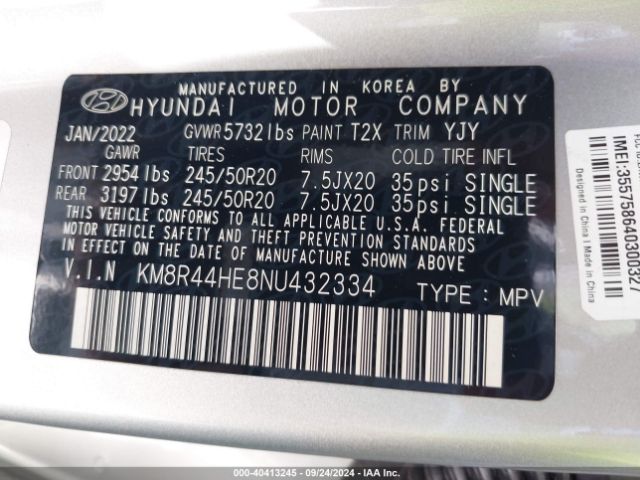 MANUFACTURED IN KOREA BY
HYUNDAI MOTOR COMPANY
JAN/2022 GVWR 5732 lbs PAINT T2X TRIM YJY
GAWR TIRES RIMS COLD TIRE INFL
FRONT 2954 lbs 245/50R20 7.5JX20 35 psi SINGLE
REAR 3197 lbs 245/50R20 7.5JX20 35 psi SINGLE
THIS VEHICLE CONFORMS TO ALL APPLICABLE U.S.A. FEDERAL
MOTOR VEHICLE SAFETY AND THEFT PREVENTION STANDARDS
IN EFFECT ON THE DATE OF MANUFACTURE SHOWN ABOVE.
V.I.N KM8R44HE8NU432334 TYPE : MPV
IMEI:355758640300327
Designed in China I Made in China
000-40413245 - 09/24/2024 - IAA Inc.